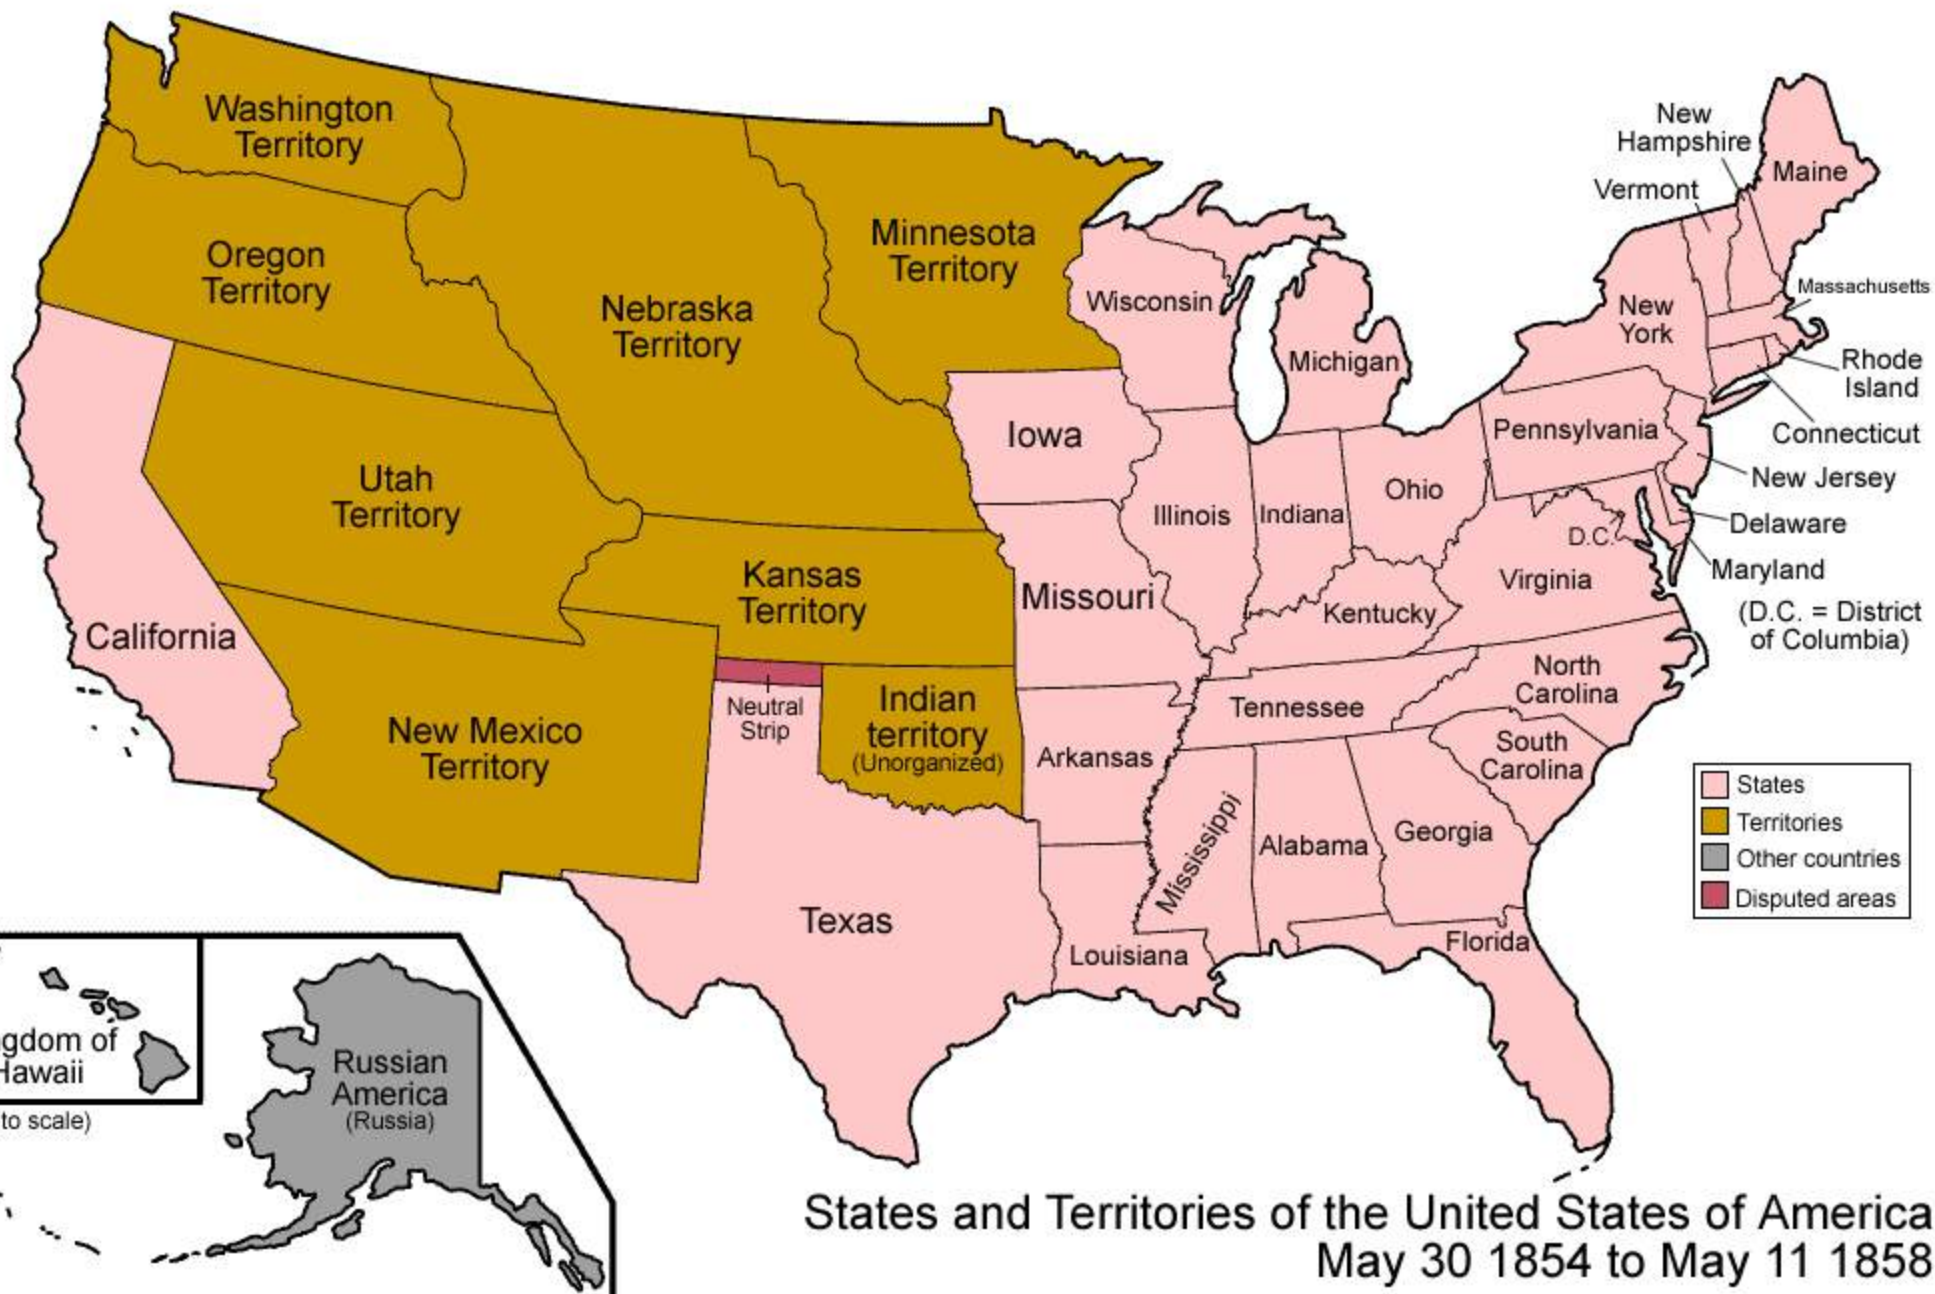 Washington
Territory
Oregon
Territory
Nebraska
Territory
Minnesota
Territory
Utah
Territory
Kansas
Territory
California
New Mexico
Territory
Neutral
Strip
Indian
territory
(Unorganized)
Texas
Wisconsin
Michigan
Iowa
Illinois
Indiana
Ohio
Missouri
Kentucky
Tennessee
Arkansas
Mississippi
Alabama
Georgia
Louisiana
Florida
North
Carolina
South
Carolina
Virginia
D.C.
Pennsylvania
New
York
New
Hampshire
Vermont
Maine
Massachusetts
Rhode
Island
Connecticut
New Jersey
Delaware
Maryland
(D.C. = District
of Columbia)
States
Territories
Other countries
Disputed areas
gdom of
Hawaii
to scale)
Russian
America
(Russia)
States and Territories of the United States of America
May 30 1854 to May 11 1858